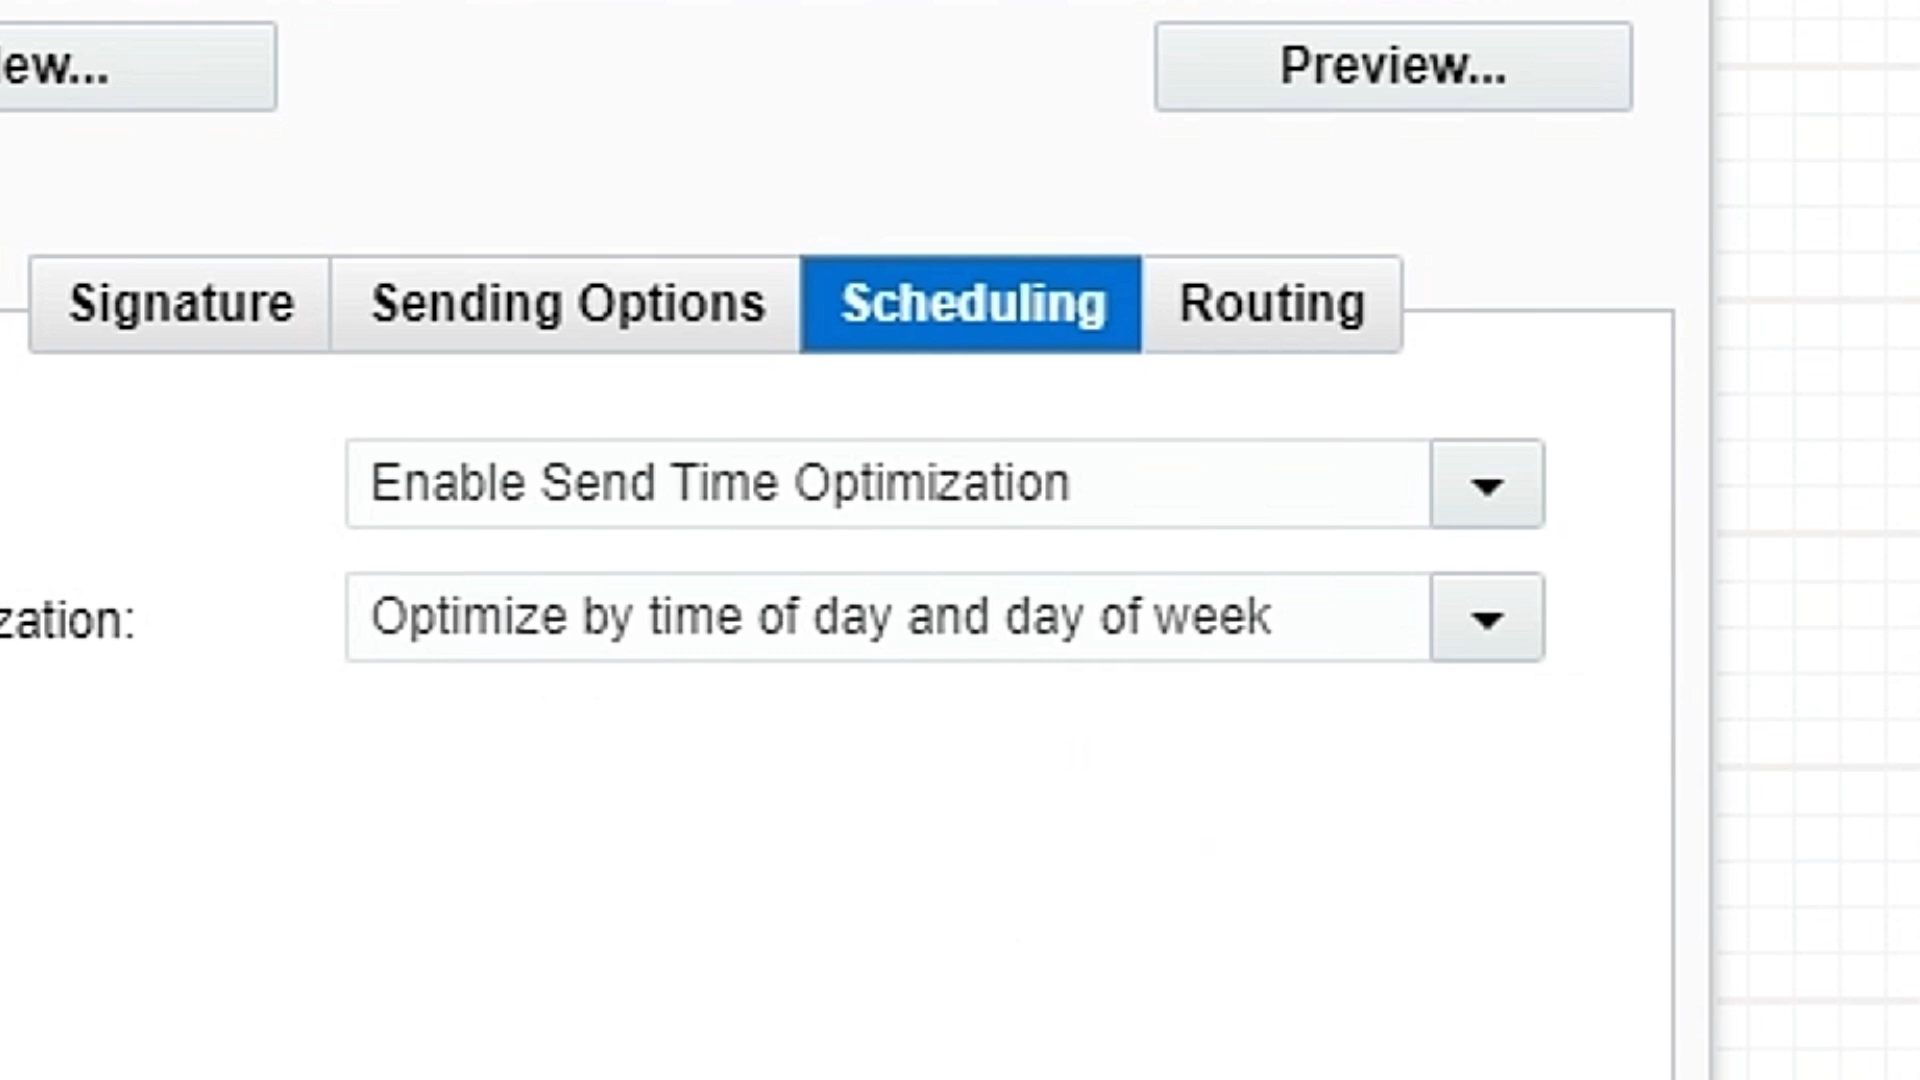 ew...
Preview...
Signature Sending Options Scheduling Routing
Enable Send Time Optimization
zation: Optimize by time of day and day of week